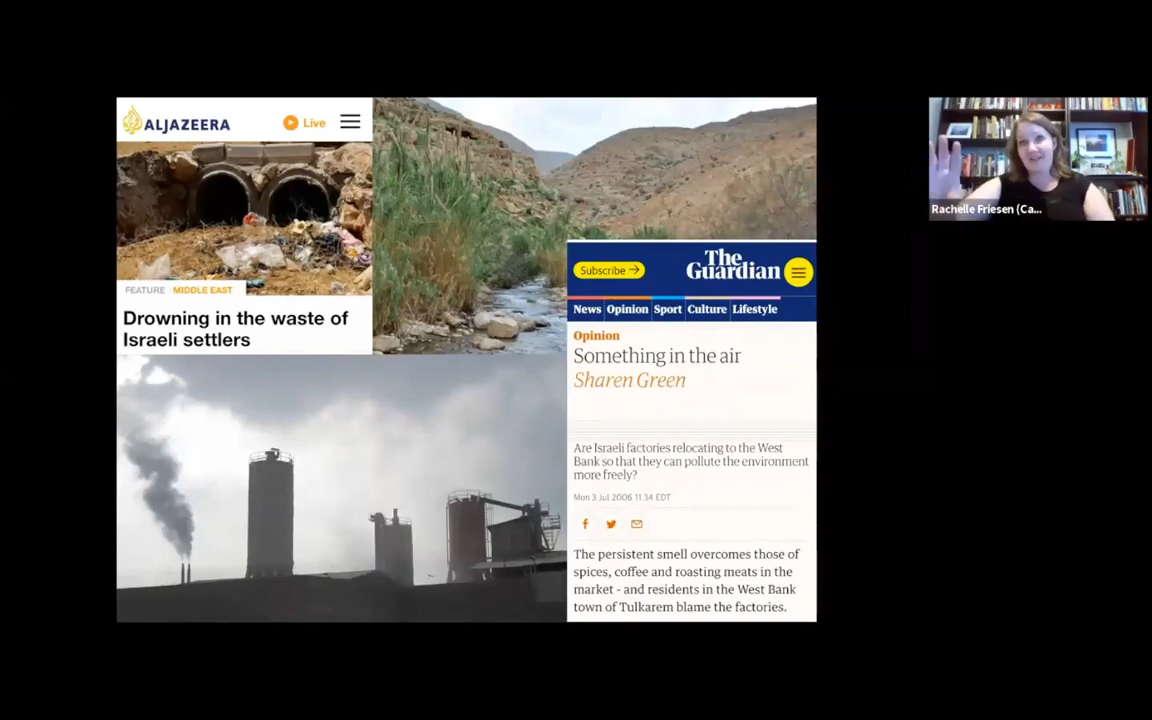 ALJAZEERA
Live
FEATURE · MIDDLE EAST
Drowning in the waste of
Israeli settlers
Subscribe →
The
Guardian
News Opinion Sport Culture Lifestyle
Opinion
Something in the air
Sharen Green
Are Israeli factories relocating to the West
Bank so that they can pollute the environment
more freely?
Mon 3 Jul 2006 11.34 EDT
The persistent smell overcomes those of
spices, coffee and roasting meats in the
market - and residents in the West Bank
town of Tulkarem blame the factories.
Rachelle Friesen (Ca...